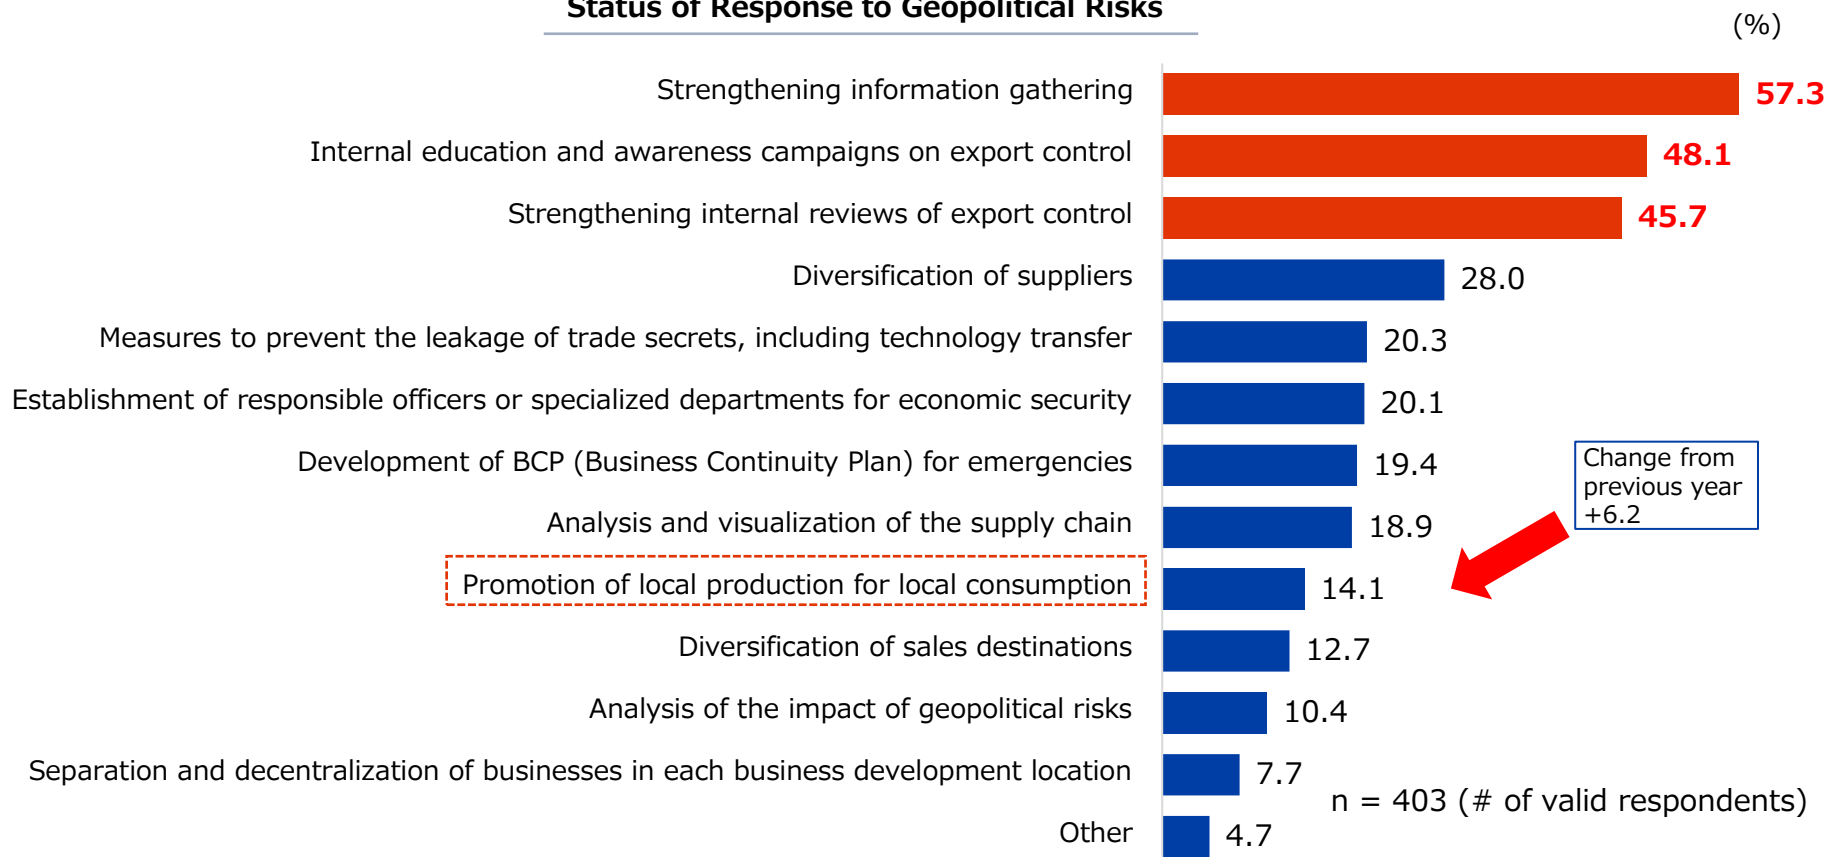 Status of Response to Geopolitical Risks
(%)
Strengthening information gathering 57.3
Internal education and awareness campaigns on export control 48.1
Strengthening internal reviews of export control 45.7
Diversification of suppliers 28.0
Measures to prevent the leakage of trade secrets, including technology transfer 20.3
Establishment of responsible officers or specialized departments for economic security 20.1
Development of BCP (Business Continuity Plan) for emergencies 19.4
Change from
previous year
+6.2
Analysis and visualization of the supply chain 18.9
Promotion of local production for local consumption 14.1
Diversification of sales destinations 12.7
Analysis of the impact of geopolitical risks 10.4
Separation and decentralization of businesses in each business development location 7.7
n = 403 (# of valid respondents)
Other 4.7